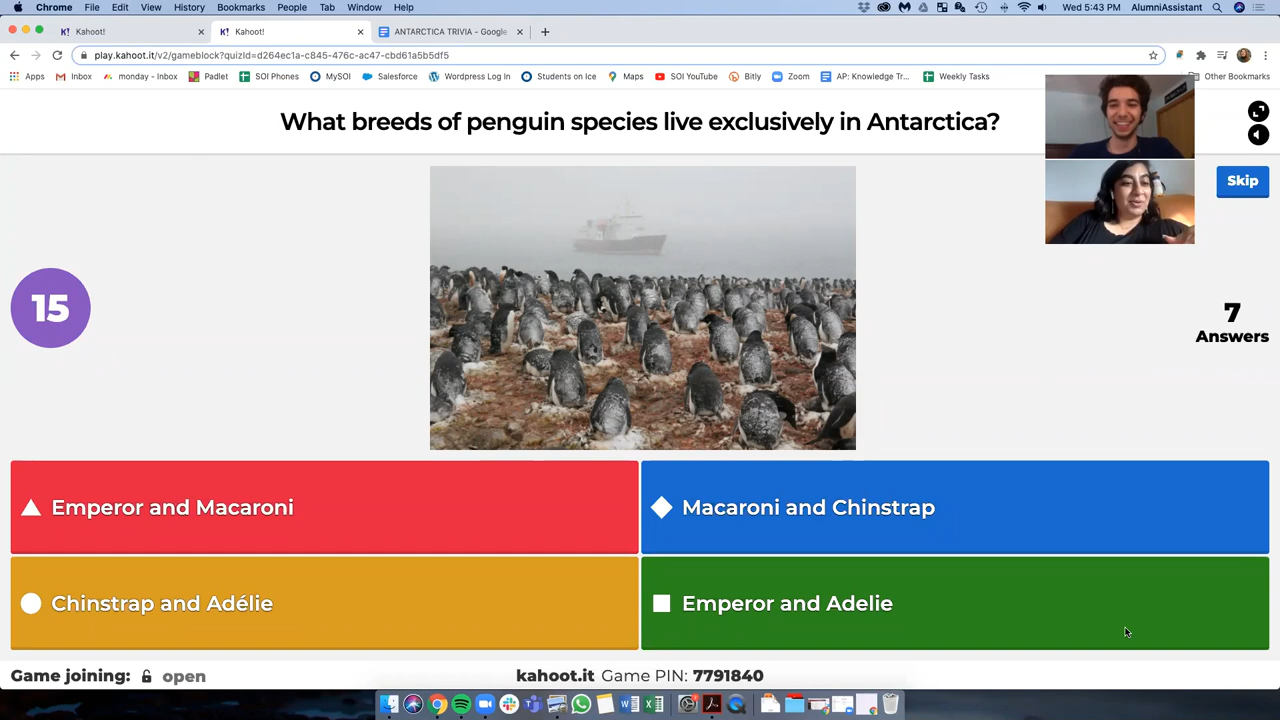 Chrome File Edit View History Bookmarks People Tab Window Help Wed 5:43 PM AlumniAssistant
Kahoot! Kahoot! ANTARCTICA TRIVIA - Google
play.kahoot.it/v2/gameblock?quizId=d264ec1a-c845-476c-ac47-cbd61a5b5df5
Apps Inbox monday - Inbox Padlet SOI Phones MySOI Salesforce Wordpress Log In Students on Ice Maps SOI YouTube Bitly Zoom AP: Knowledge Tr... Weekly Tasks Other Bookmarks
What breeds of penguin species live exclusively in Antarctica?
Skip
15
7
Answers
Emperor and Macaroni
Macaroni and Chinstrap
Chinstrap and Adélie
Emperor and Adelie
Game joining: open kahoot.it Game PIN: 7791840